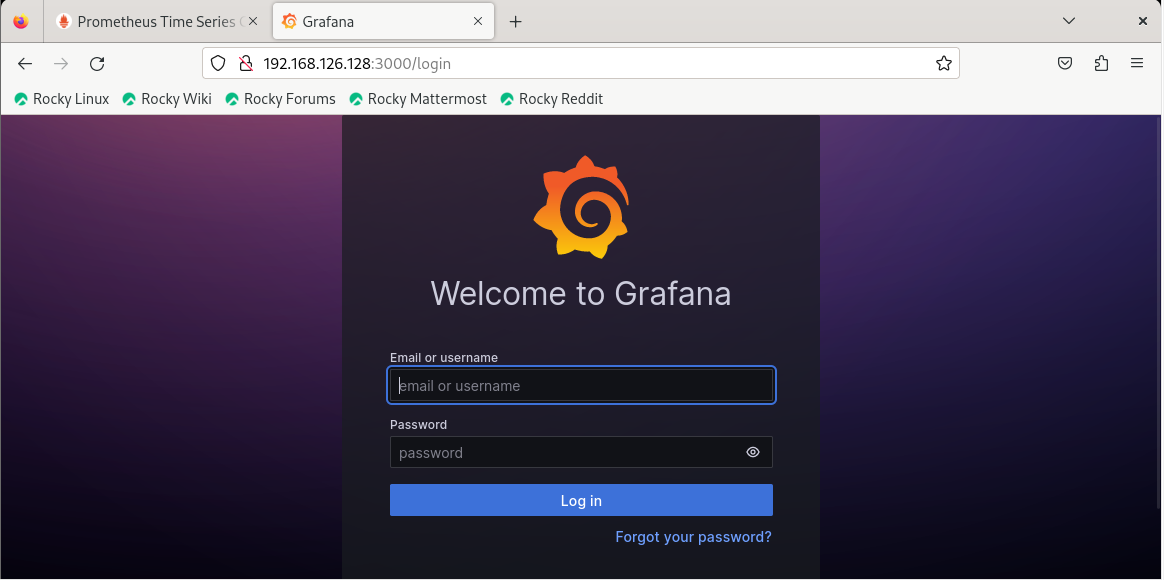 Prometheus Time Series
Grafana
192.168.126.128:3000/login
Rocky Linux
Rocky Wiki
Rocky Forums
Rocky Mattermost
Rocky Reddit
Welcome to Grafana
Email or username
email or username
Password
password
Log in
Forgot your password?